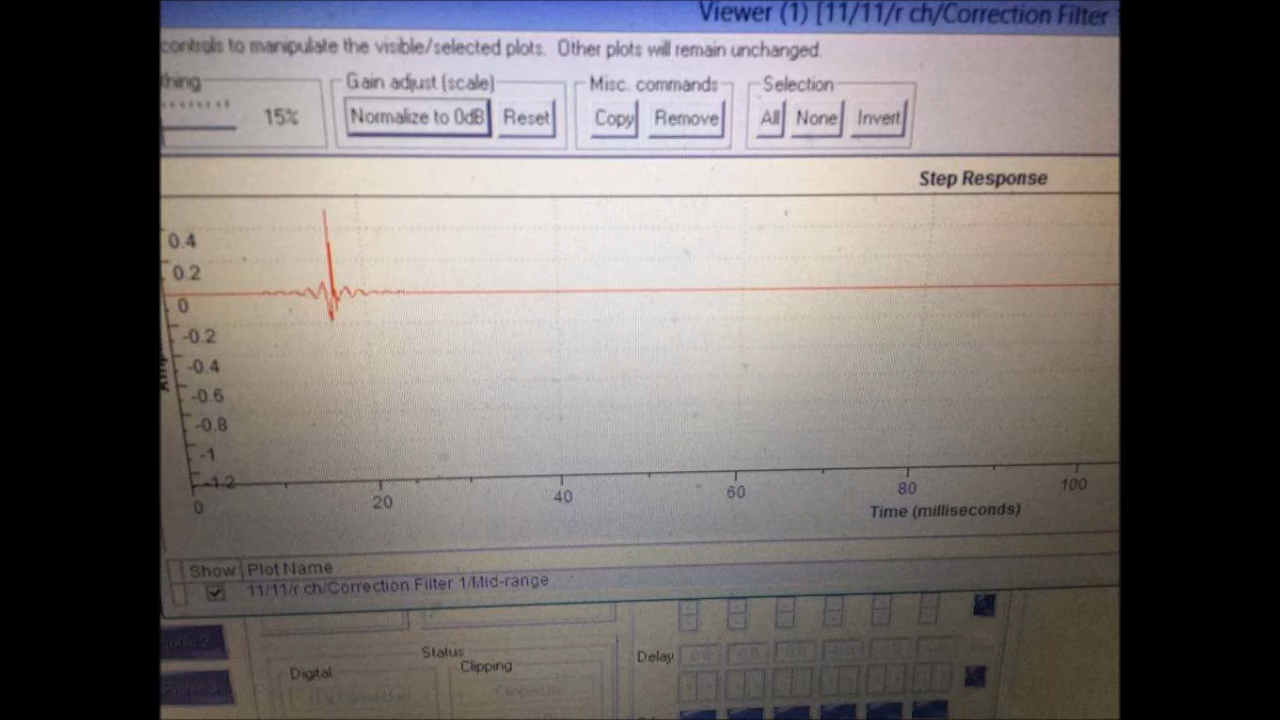 Viewer (1) [11/11/r ch/Correction Filter
controls to manipulate the visible/selected plots. Other plots will remain unchanged.
hing
Gain adjust (scale)
Misc. commands
Selection
15%
Normalize to 0dB
Reset
Copy
Remove
All
None
Invert
Step Response
0.4
0.2
0
-0.2
-0.4
-0.6
-0.8
-1
-1.2
0
20
40
60
80
100
Time (milliseconds)
Show
Plot Name
11/11/r ch/Correction Filter 1/Mid-range
Status
Delay
Digital
Clipping